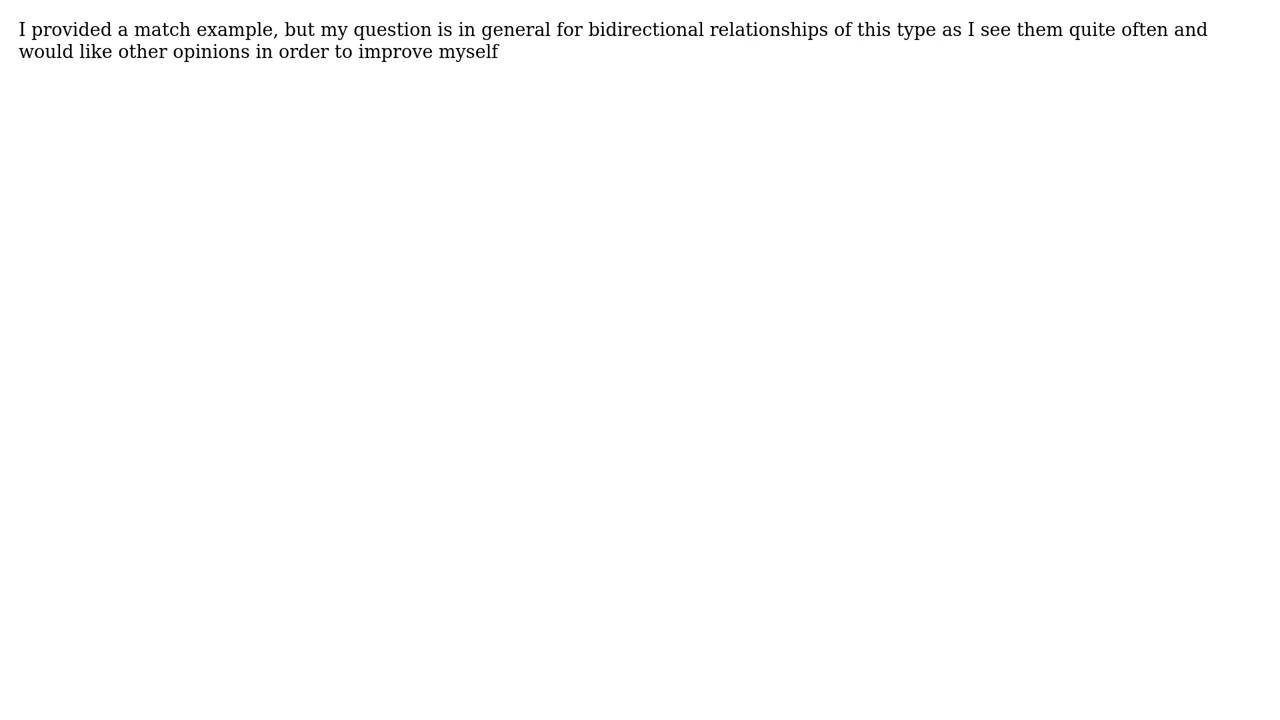 I provided a match example, but my question is in general for bidirectional relationships of this type as I see them quite often and
would like other opinions in order to improve myself